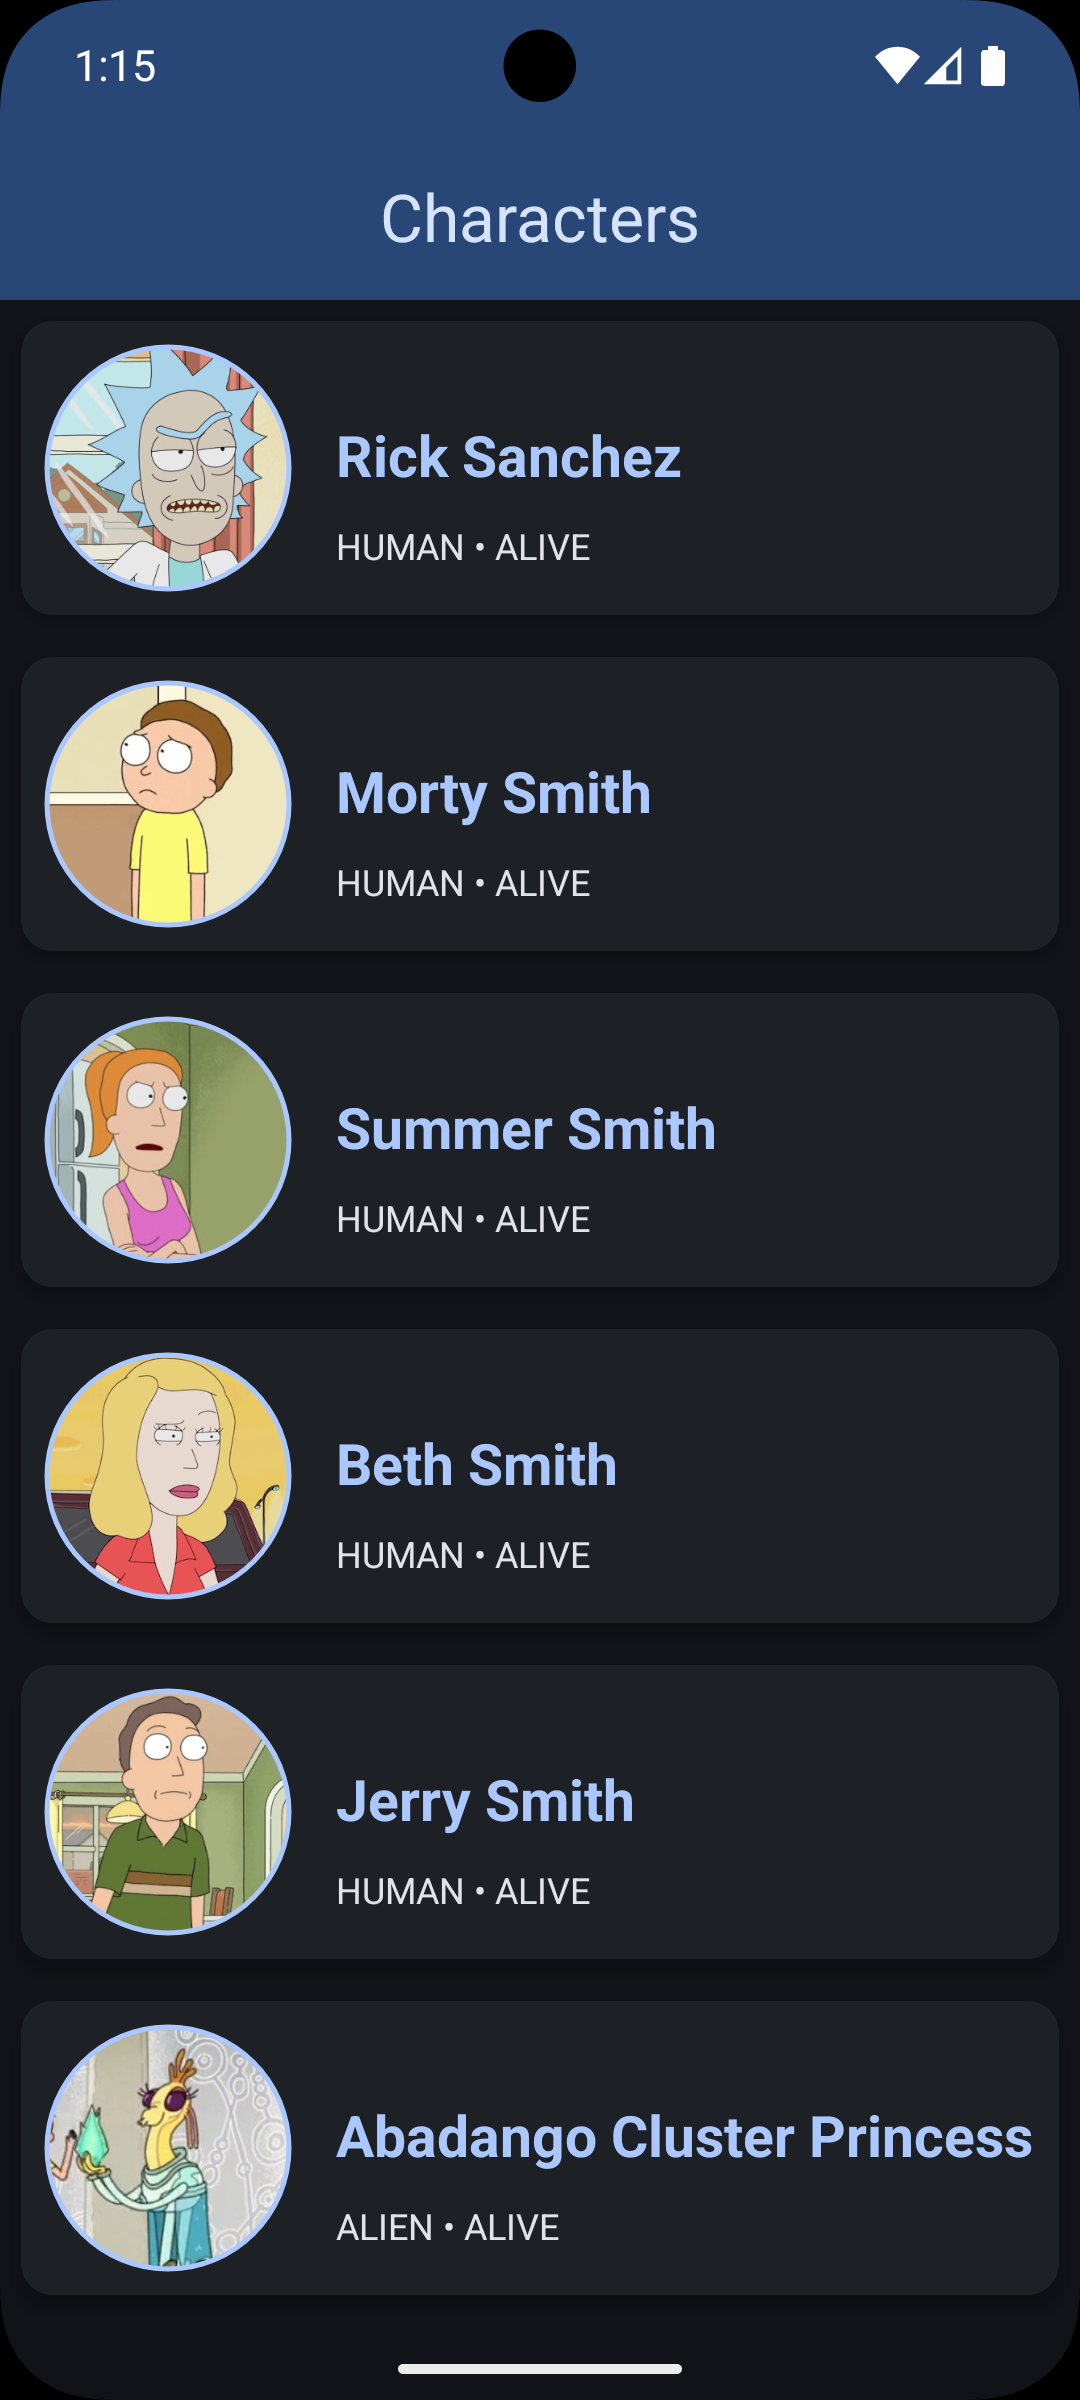 1:15
Characters
Rick Sanchez
HUMAN • ALIVE
Morty Smith
HUMAN • ALIVE
Summer Smith
HUMAN • ALIVE
Beth Smith
HUMAN • ALIVE
Jerry Smith
HUMAN • ALIVE
Abadango Cluster Princess
ALIEN • ALIVE